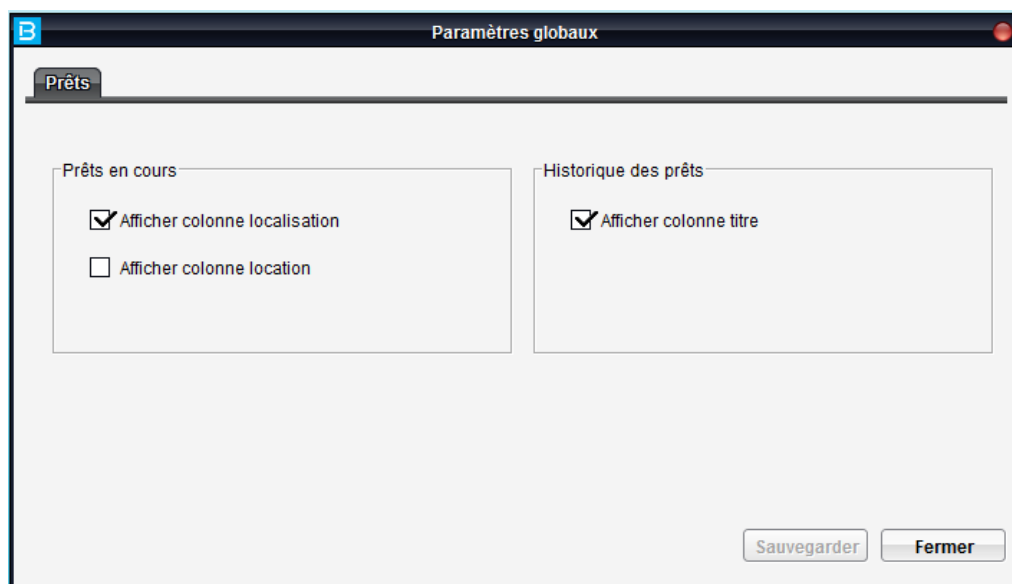 Paramètres globaux
Prêts
Prêts en cours
Afficher colonne localisation
Afficher colonne location
Historique des prêts
Afficher colonne titre
Sauvegarder
Fermer